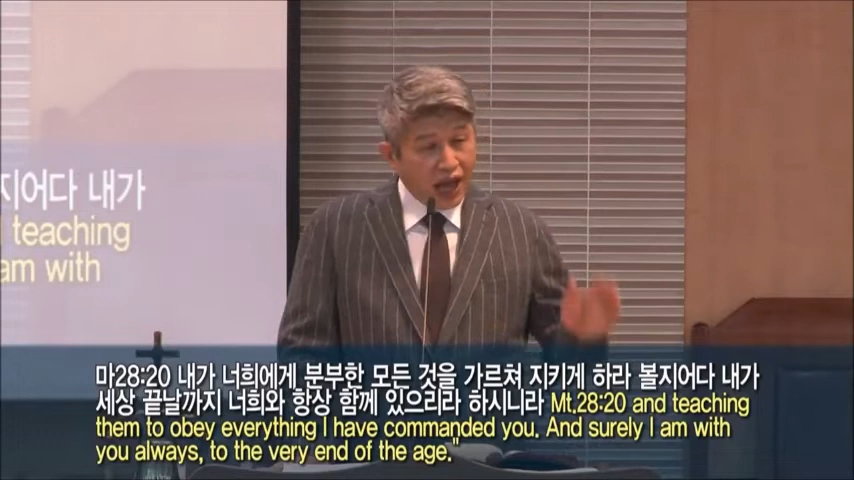 지어다 내가
teaching
am with
마28:20 내가 너희에게 분부한 모든 것을 가르쳐 지키게 하라 볼지어다 내가
세상 끝날까지 너희와 항상 함께 있으리라 하시니라 Mt.28:20 and teaching
them to obey everything I have commanded you. And surely I am with
you always, to the very end of the age."